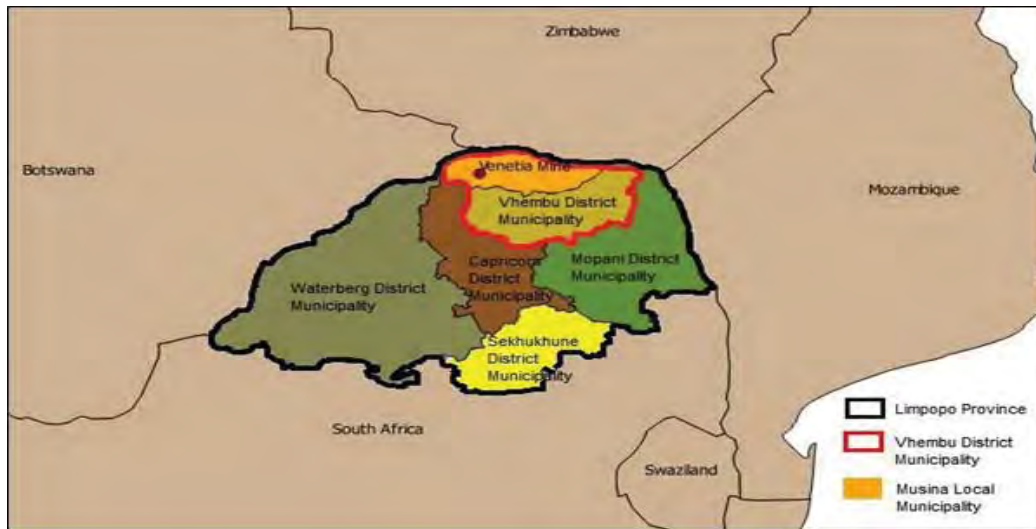 Zimbabwe
Botswana
Venetia Mine
Mozambique
Vhembu District
Municipality
Capricorn
District
Municipality
Mopani District
Municipality
Waterberg District
Municipality
Sekhukhune
District
Municipality
South Africa
Swaziland
Limpopo Province
Vhembu District
Municipality
Musina Local
Municipality